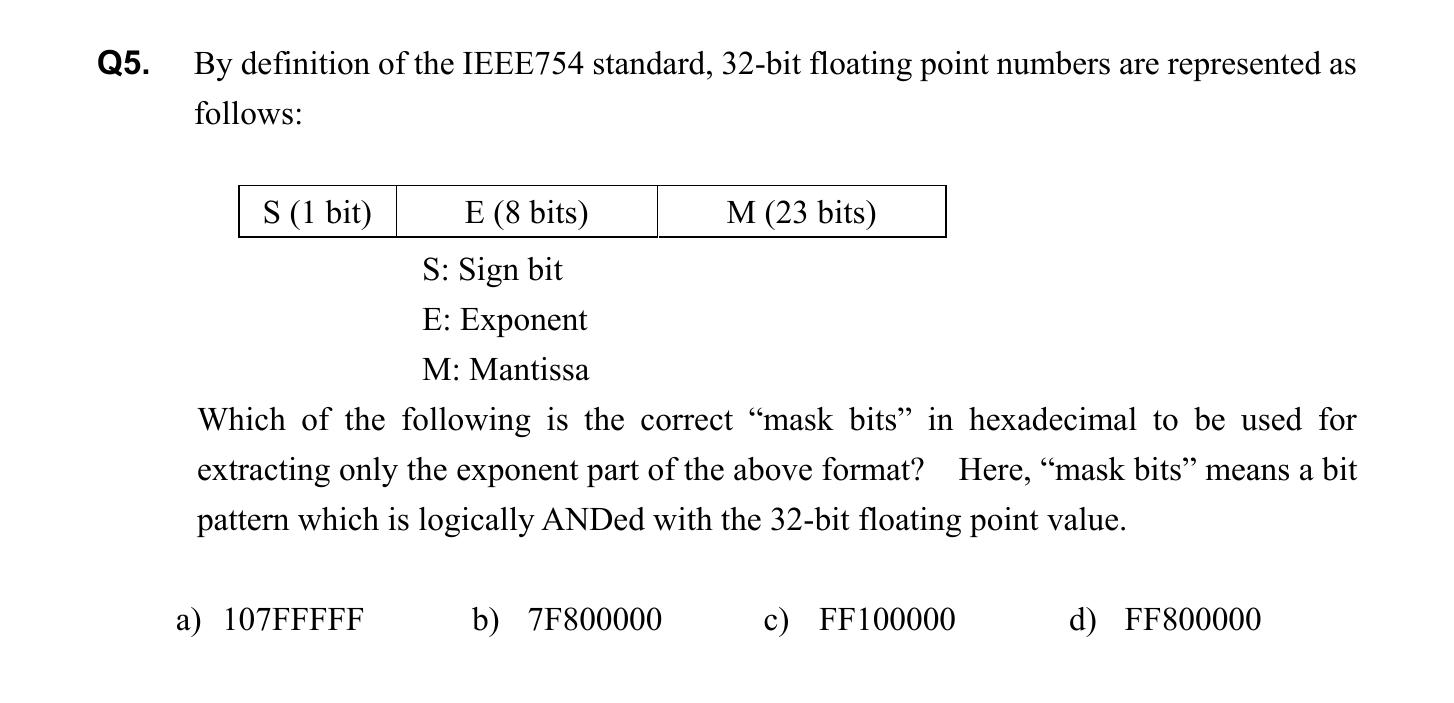 Q5. By definition of the IEEE754 standard, 32-bit floating point numbers are represented as
follows:
S (1 bit) E (8 bits) M (23 bits)
S: Sign bit
E: Exponent
M: Mantissa
Which of the following is the correct “mask bits” in hexadecimal to be used for
extracting only the exponent part of the above format? Here, “mask bits” means a bit
pattern which is logically ANDed with the 32-bit floating point value.
a) 107FFFFF b) 7F800000 c) FF100000 d) FF800000